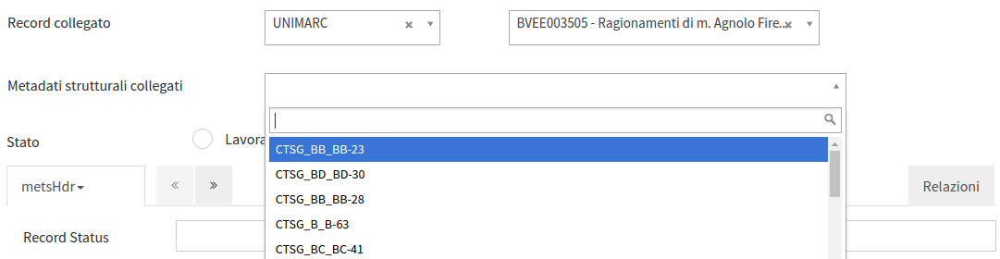 Record collegato UNIMARC × BVEE003505 - Ragionamenti di m. Agnolo Fire...×
Metadati strutturali collegati
Stato Lavora
CTSG_BB_BB-23
CTSG_BD_BD-30
metsHdr « » Relazioni
CTSG_BB_BB-28
CTSG_B_B-63
Record Status
CTSG_BC_BC-41